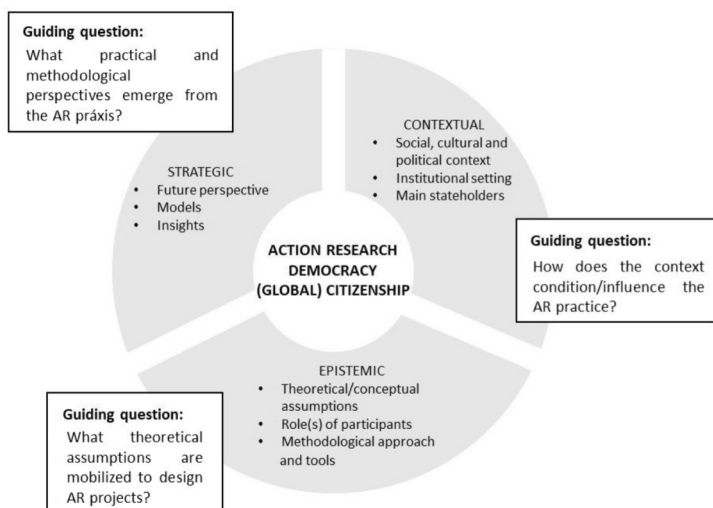 Guiding question:
What practical and
methodological
perspectives emerge from
the AR práxis?
CONTEXTUAL
• Social, cultural and
political context
• Institutional setting
• Main stateholders
STRATEGIC
• Future perspective
• Models
• Insights
ACTION RESEARCH
DEMOCRACY
(GLOBAL) CITIZENSHIP
Guiding question:
How does the context
condition/influence the
AR practice?
EPISTEMIC
• Theoretical/conceptual
assumptions
• Role(s) of participants
• Methodological approach
and tools
Guiding question:
What theoretical
assumptions are
mobilized to design
AR projects?